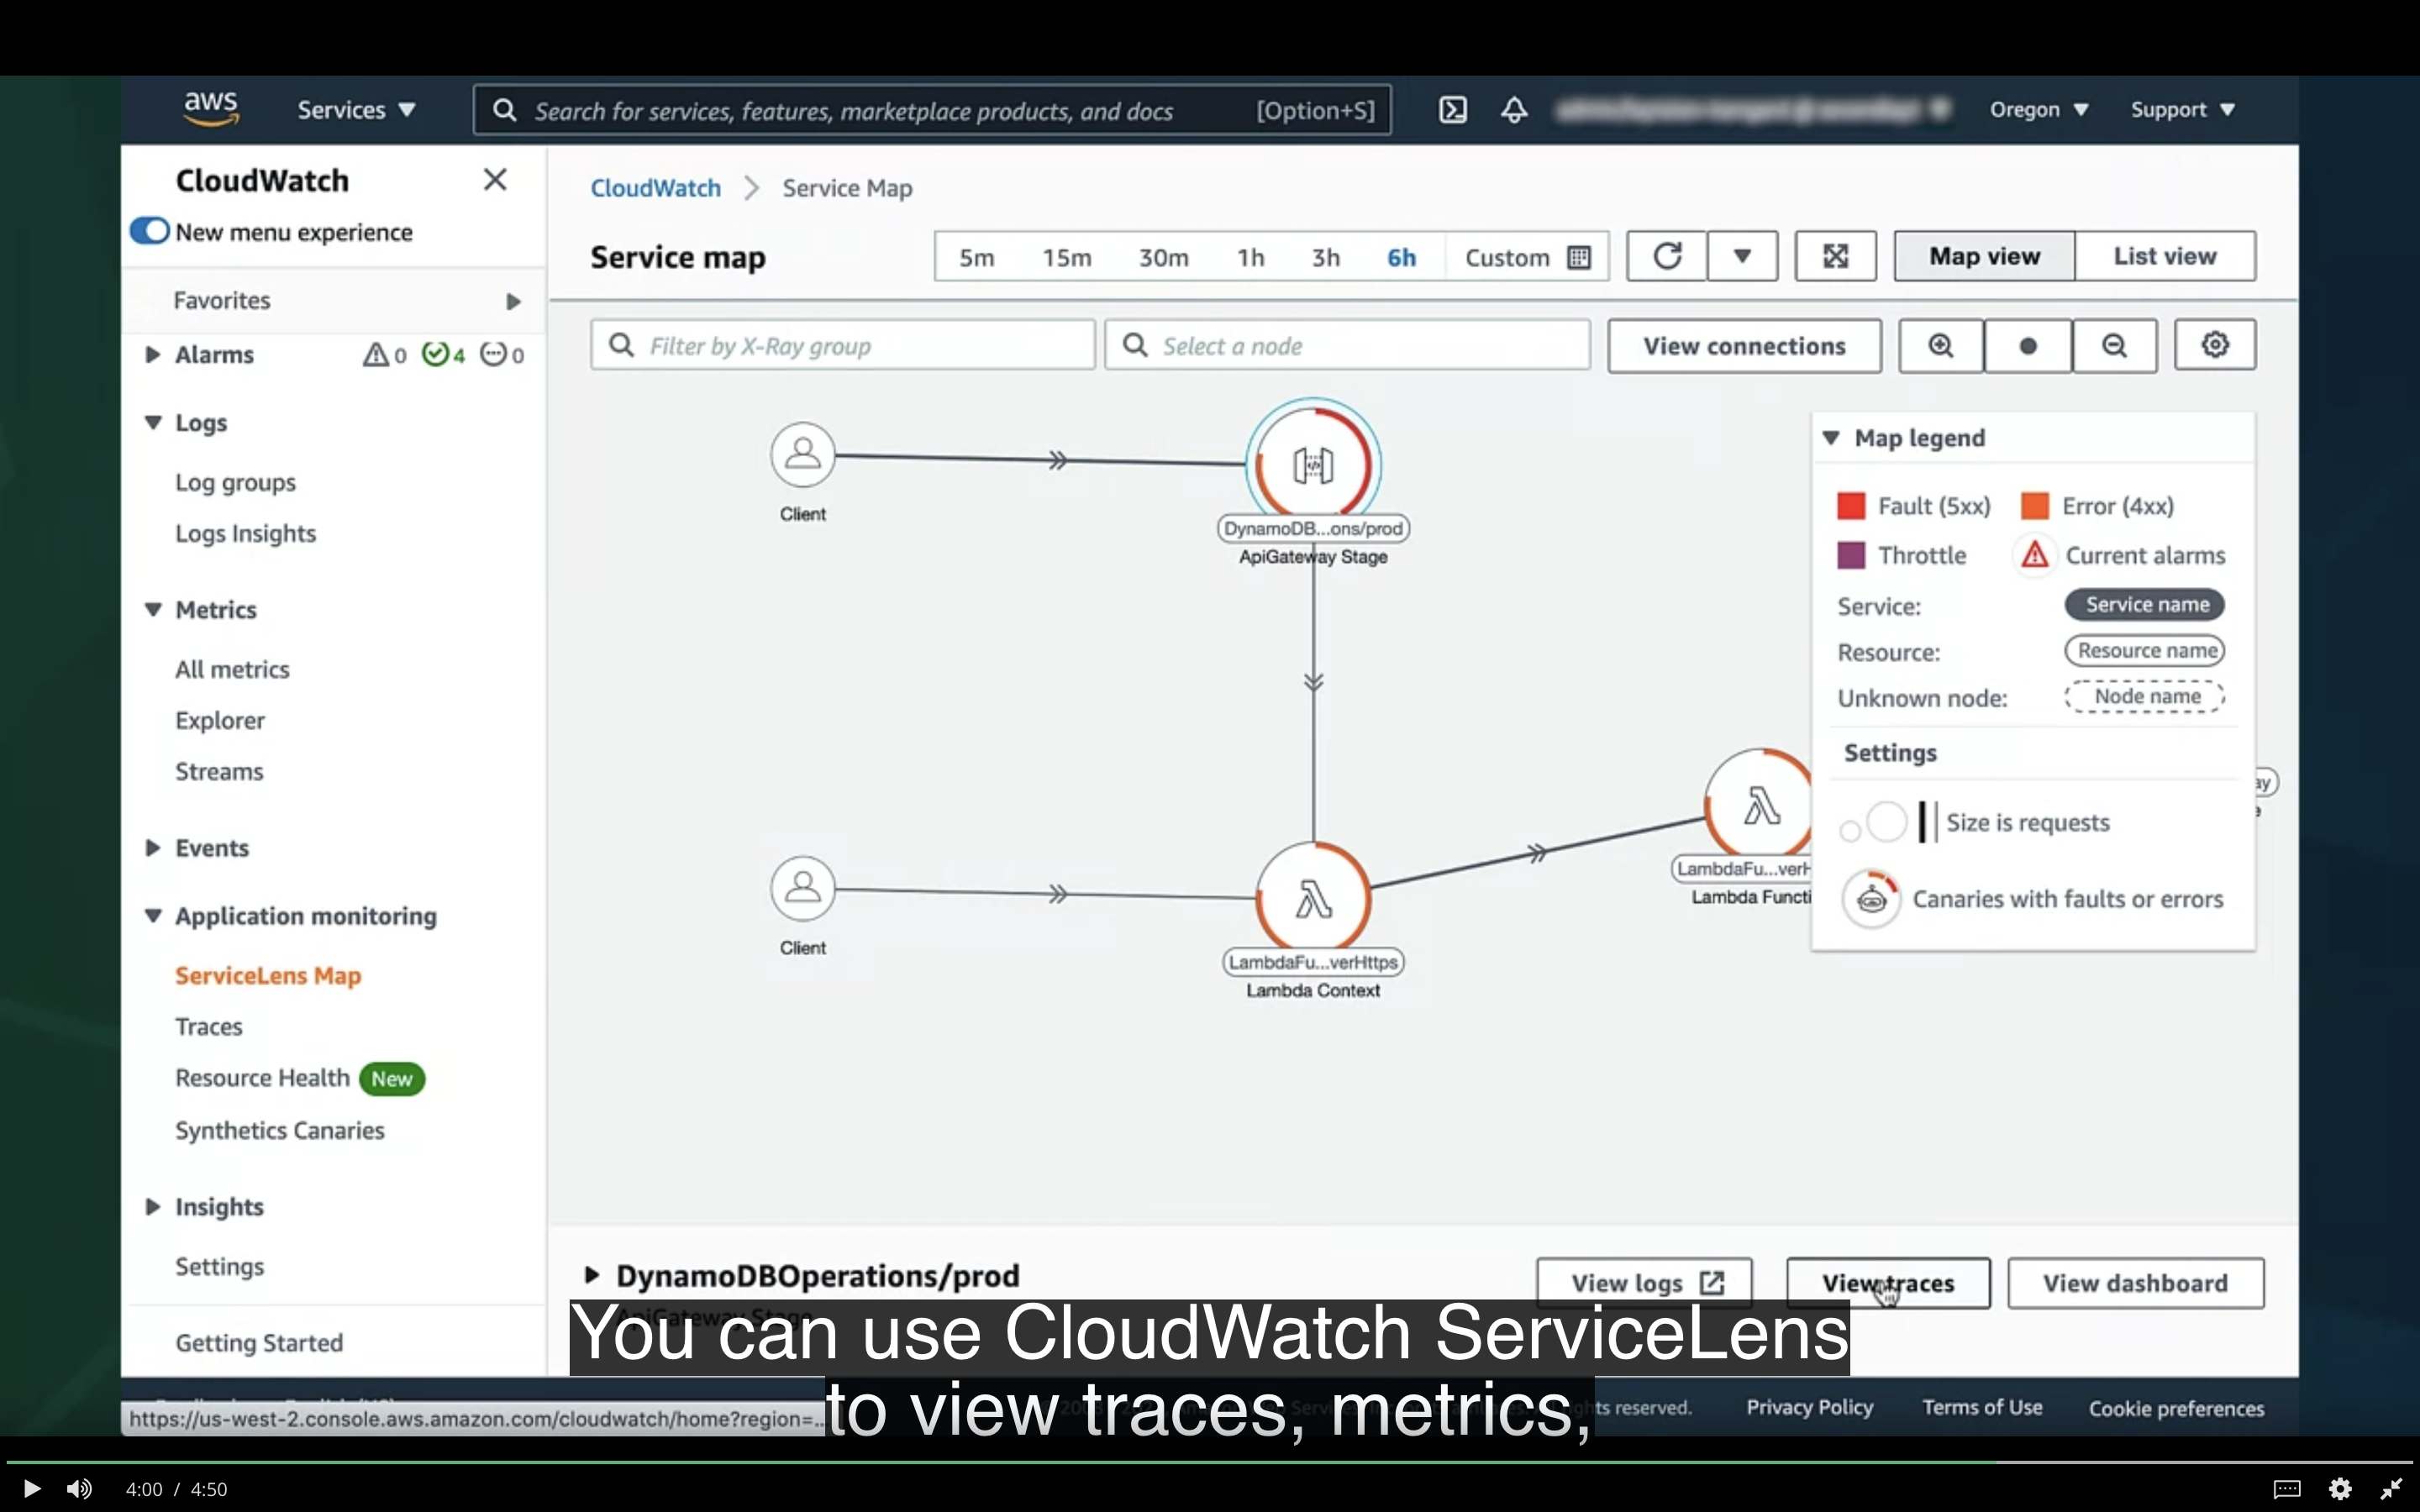 aws Services Search for services, features, marketplace products, and docs [Option+S] Oregon Support
CloudWatch
New menu experience
Favorites
Alarms 0 4 0
Logs
Log groups
Logs Insights
Metrics
All metrics
Explorer
Streams
Events
Application monitoring
ServiceLens Map
Traces
Resource Health New
Synthetics Canaries
Insights
Settings
Getting Started
CloudWatch > Service Map
Service map 5m 15m 30m 1h 3h 6h Custom Map view List view
Filter by X-Ray group Select a node View connections
Client
DynamoDB...ons/prod
ApiGateway Stage
Client
LambdaFu...verHttps
Lambda Context
LambdaFu...verH
Lambda Functi
Map legend
Fault (5xx) Error (4xx)
Throttle Current alarms
Service: Service name
Resource: Resource name
Unknown node: Node name
Settings
Size is requests
Canaries with faults or errors
ay
e
DynamoDBOperations/prod View logs View traces View dashboard
ApiGateway Stage
You can use CloudWatch ServiceLens
to view traces, metrics,
https://us-west-2.console.aws.amazon.com/cloudwatch/home?region=...
ts reserved. Privacy Policy Terms of Use Cookie preferences
4:00 / 4:50